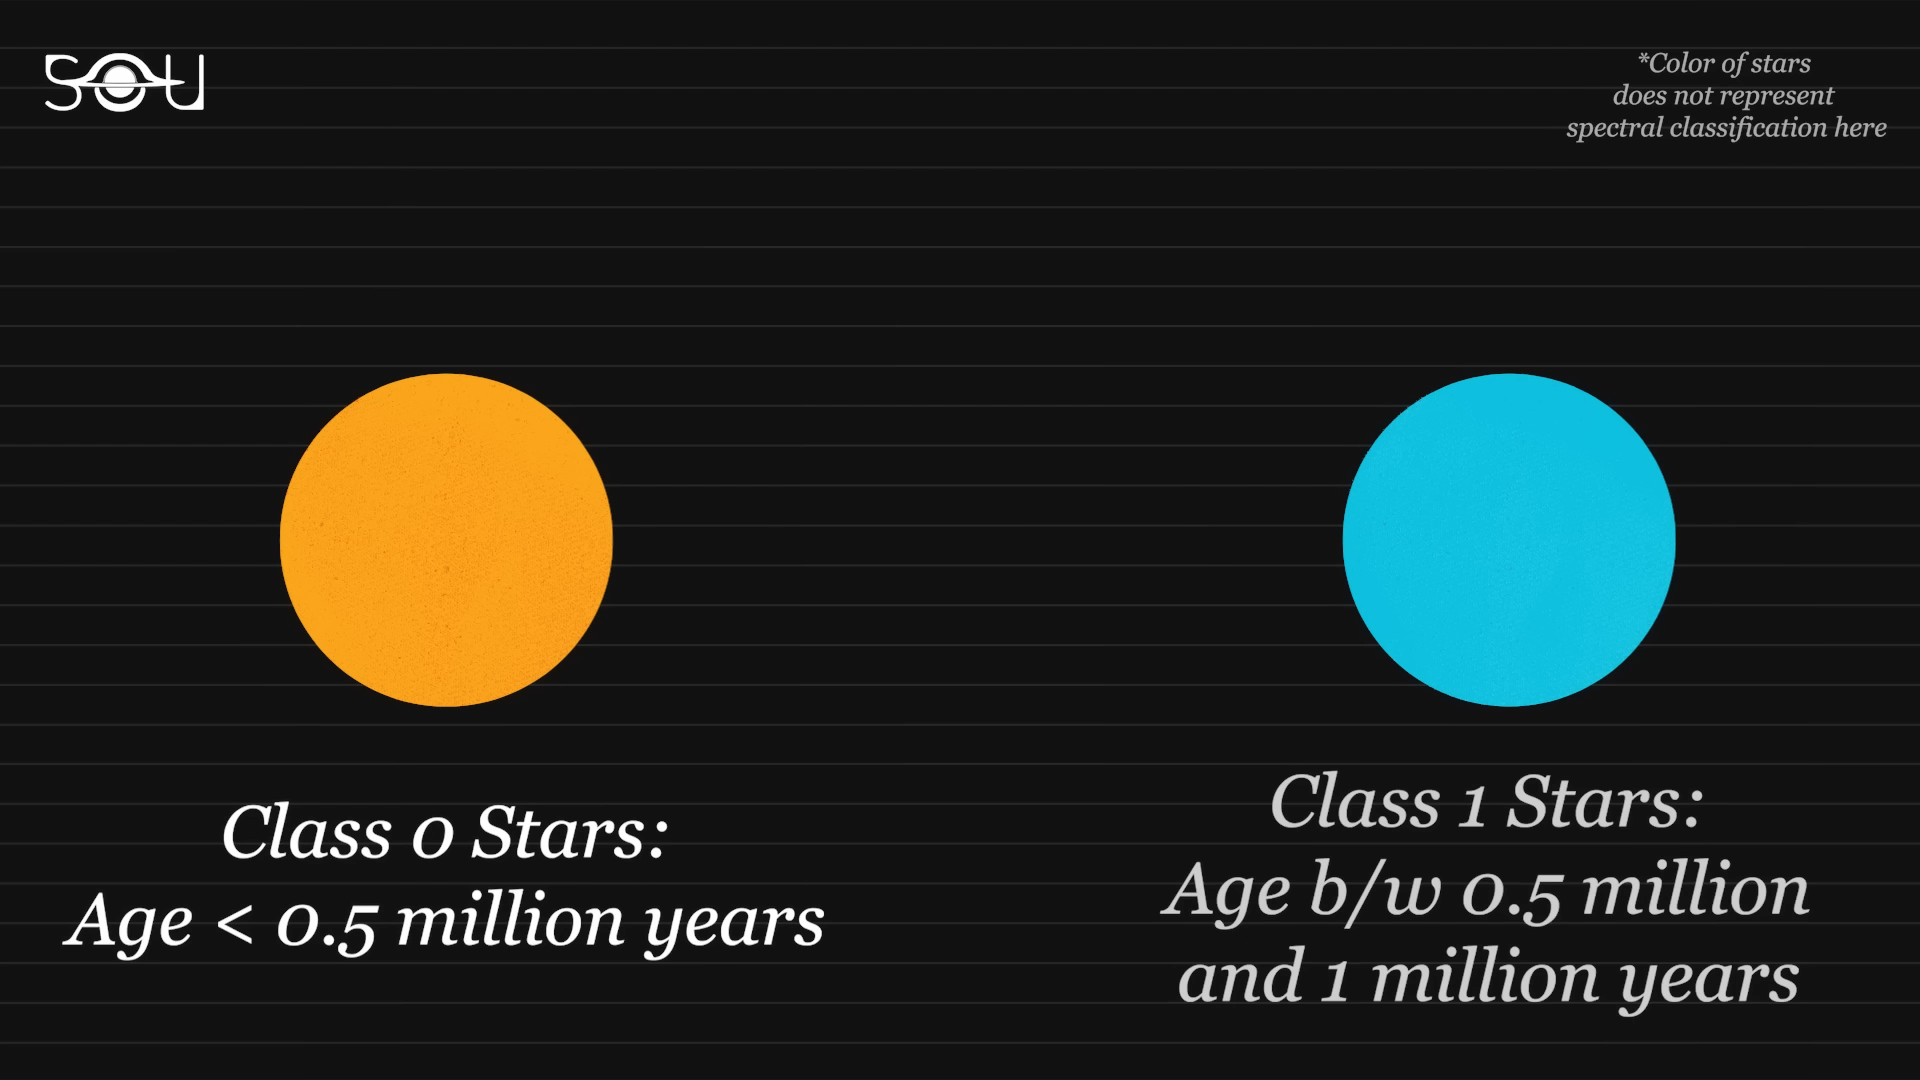 SOU
*Color of stars
does not represent
spectral classification here
Class 0 Stars:
Age < 0.5 million years
Class 1 Stars:
Age b/w 0.5 million
and 1 million years